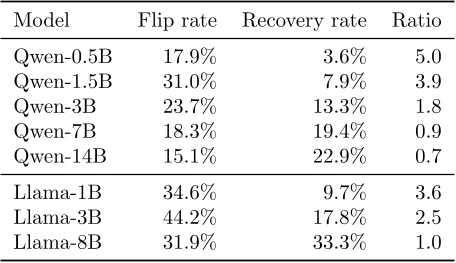 Model Flip rate Recovery rate Ratio
Qwen-0.5B 17.9% 3.6% 5.0
Qwen-1.5B 31.0% 7.9% 3.9
Qwen-3B 23.7% 13.3% 1.8
Qwen-7B 18.3% 19.4% 0.9
Qwen-14B 15.1% 22.9% 0.7
Llama-1B 34.6% 9.7% 3.6
Llama-3B 44.2% 17.8% 2.5
Llama-8B 31.9% 33.3% 1.0